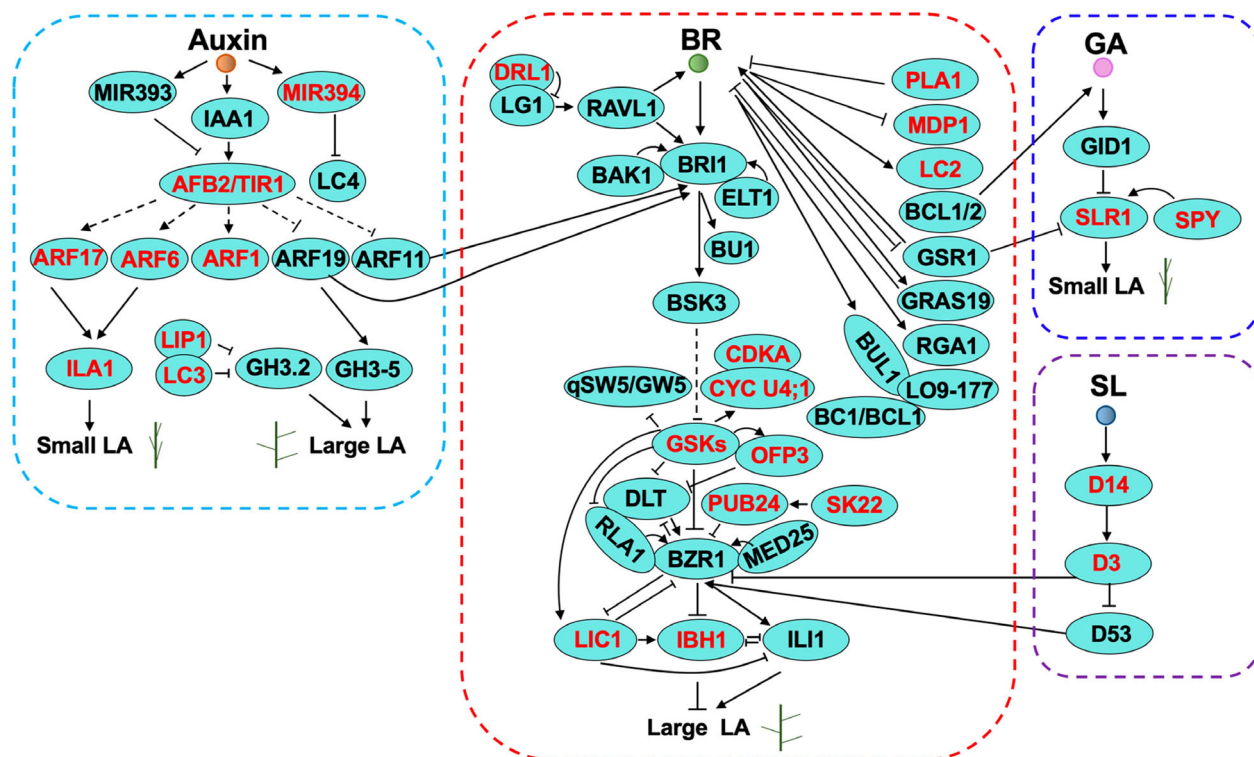 Auxin
MIR393
MIR394
IAA1
AFB2/TIR1
LC4
ARF17
ARF6
ARF1
ARF19
ARF11
LIP1
LC3
ILA1
GH3.2
GH3-5
Small LA
Large LA
BR
DRL1
LG1
RAVL1
BRI1
BAK1
ELT1
BU1
BSK3
PLA1
MDP1
LC2
BCL1/2
GSR1
GRAS19
RGA1
BUL1
LO9-177
BC1/BCL1
CDKA
CYC U4;1
qSW5/GW5
GSKs
OFP3
DLT
PUB24
SK22
RLA1
BZR1
MED25
LIC1
IBH1
ILI1
Large LA
GA
GID1
SLR1
SPY
Small LA
SL
D14
D3
D53